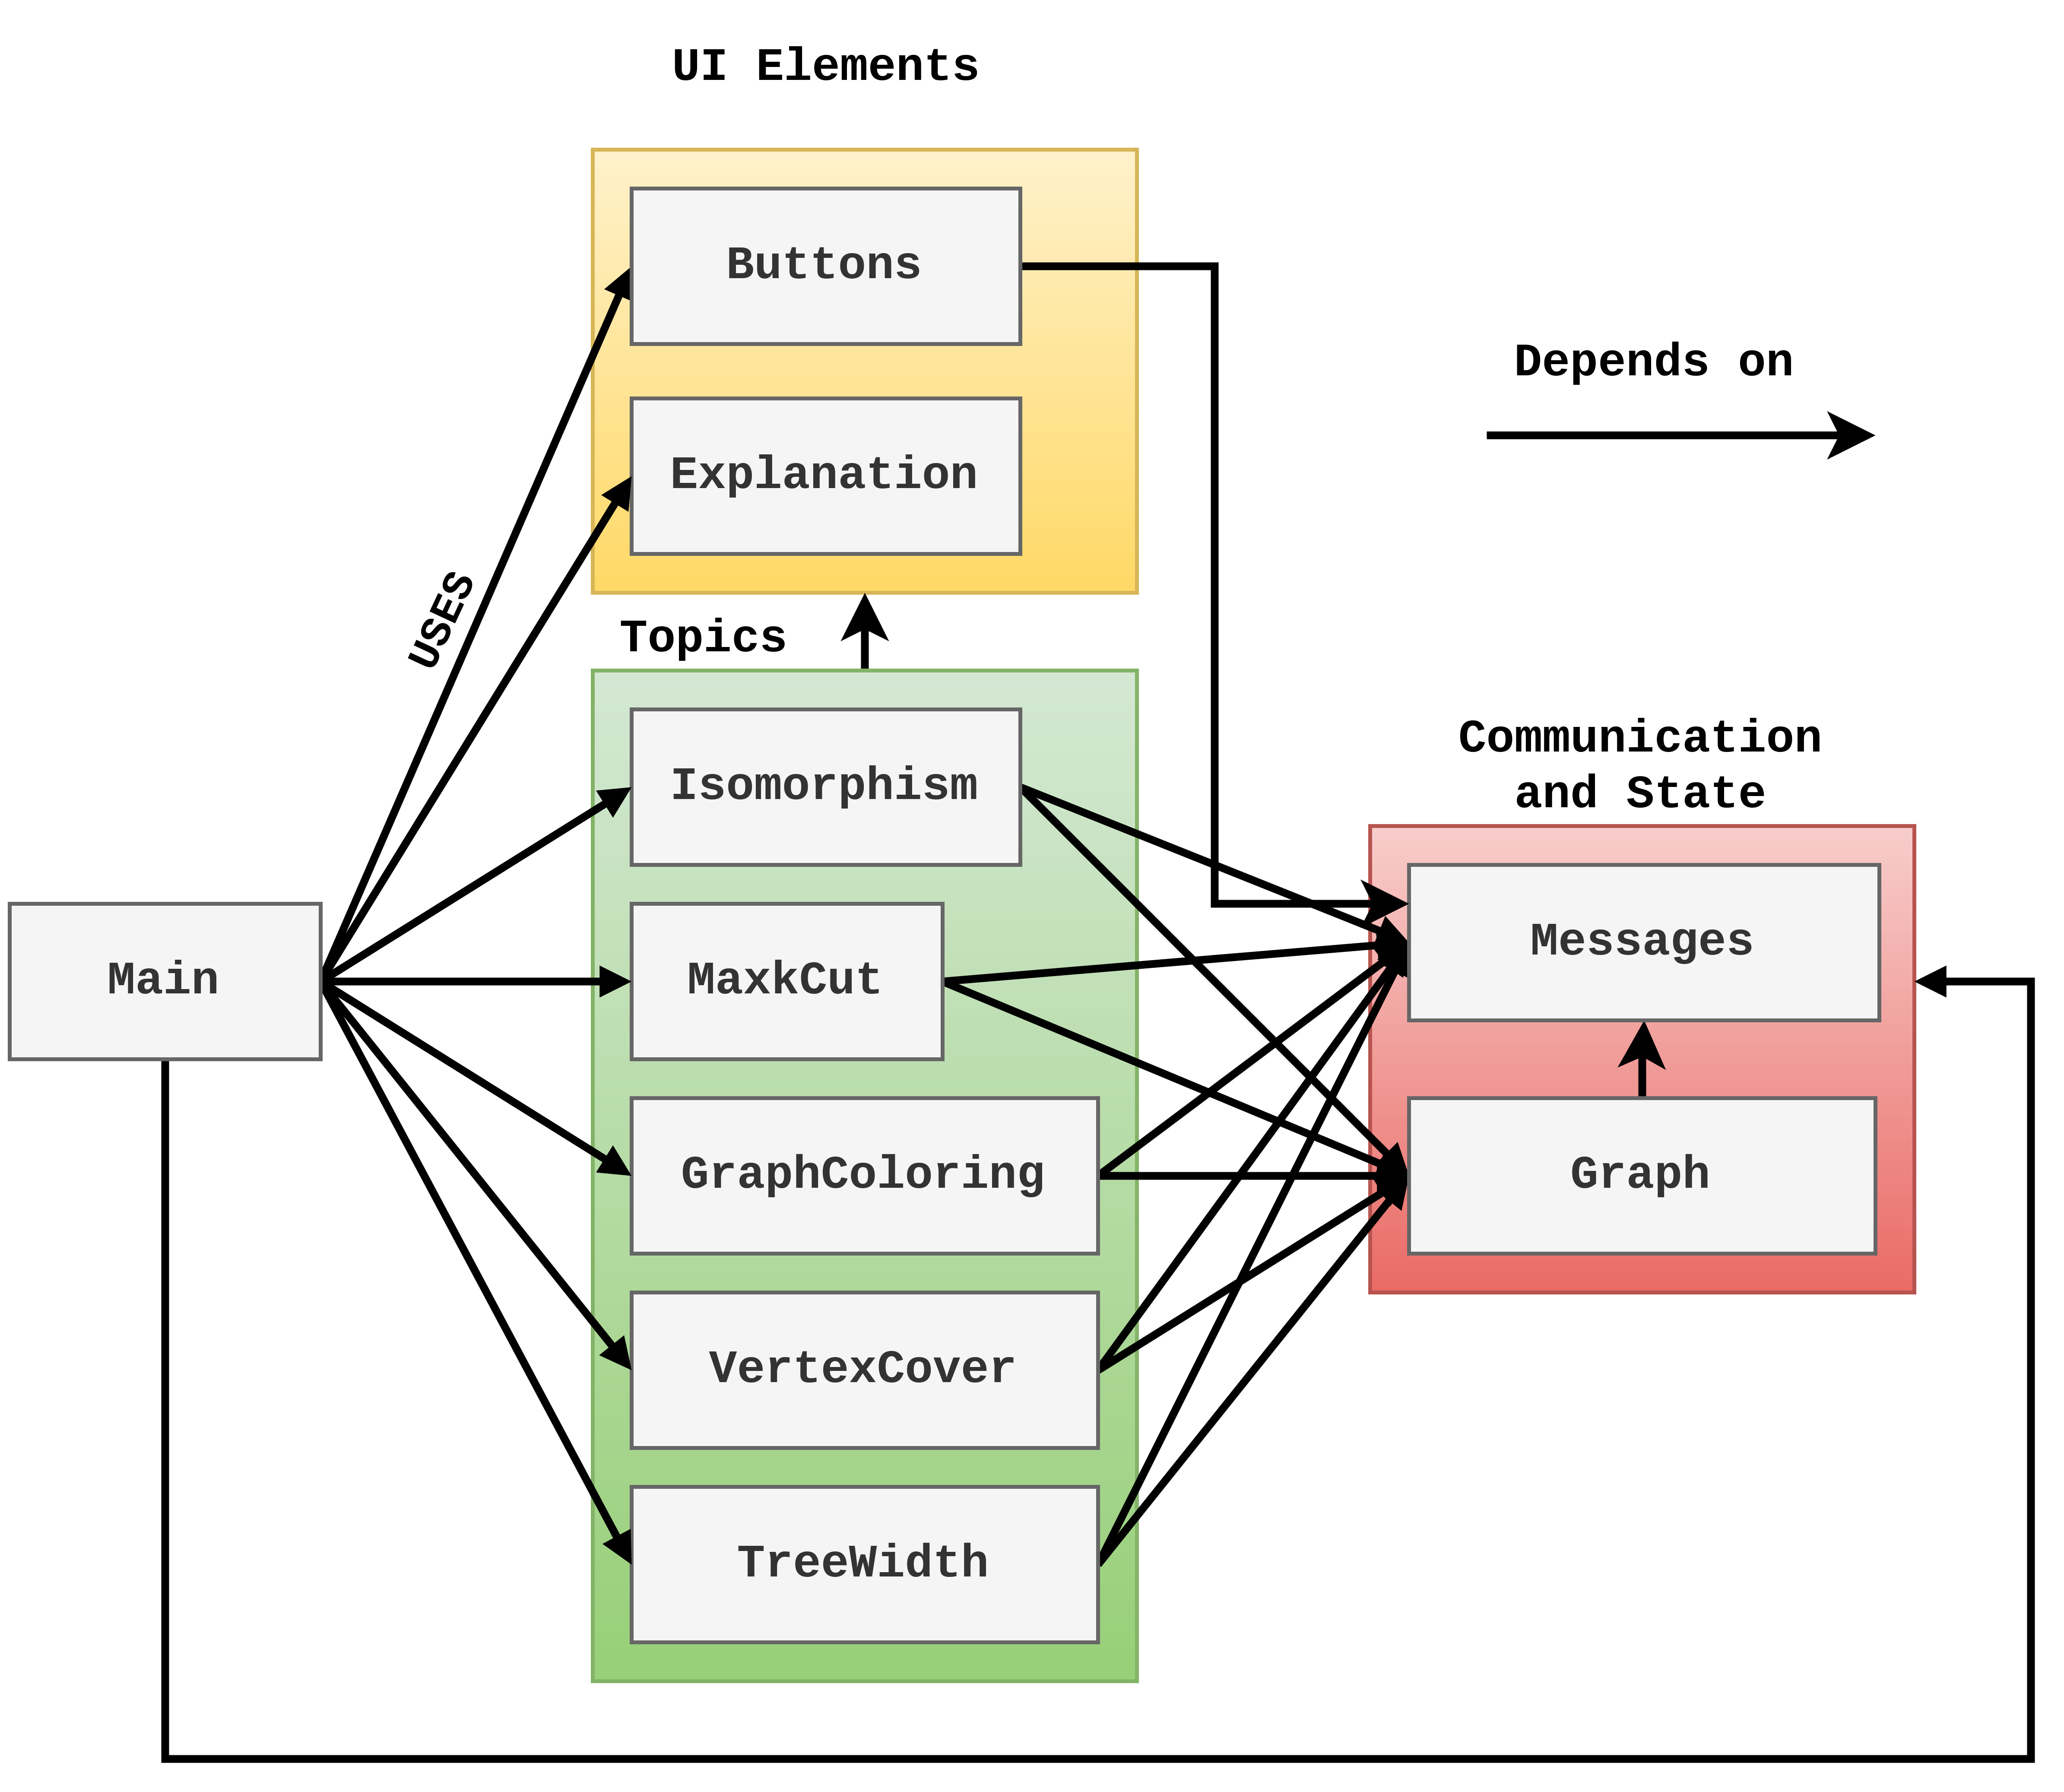 UI Elements
Buttons
Explanation
Depends on
USES
Topics
Isomorphism
Communication
and State
Main
MaxkCut
Messages
GraphColoring
Graph
VertexCover
TreeWidth